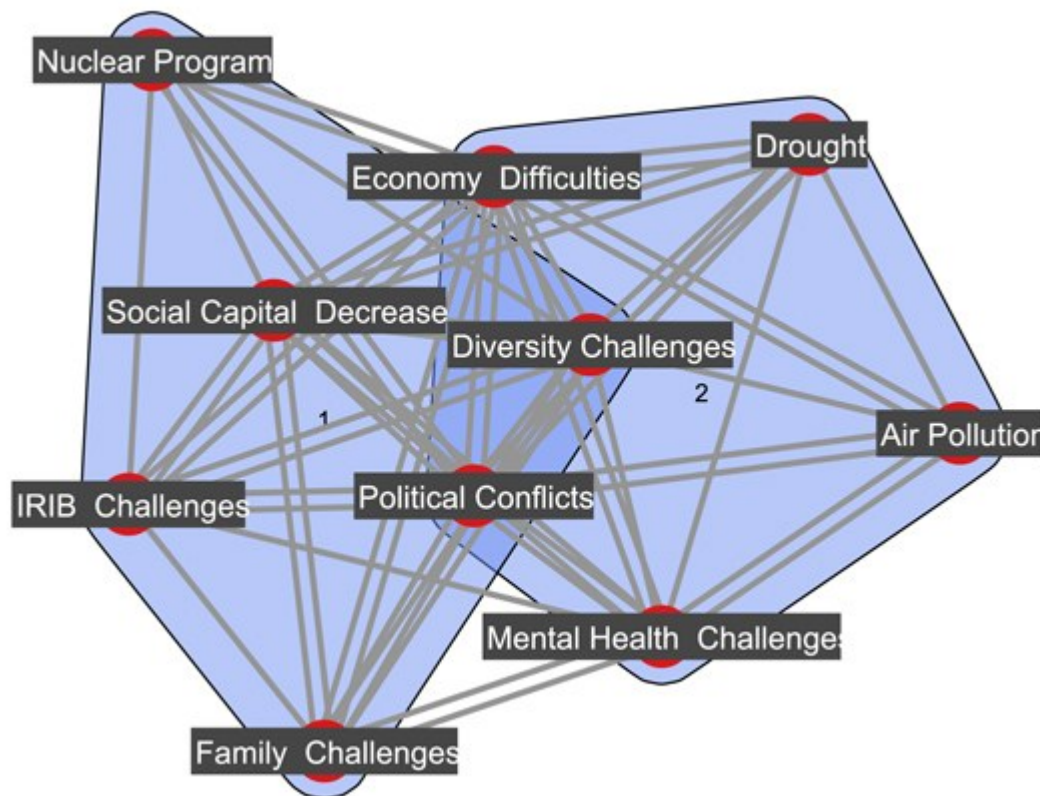 Nuclear Program
Drought
Economy Difficulties
Social Capital Decrease
Diversity Challenges
1
2
Air Pollution
IRIB Challenges
Political Conflicts
Mental Health Challenges
Family Challenges